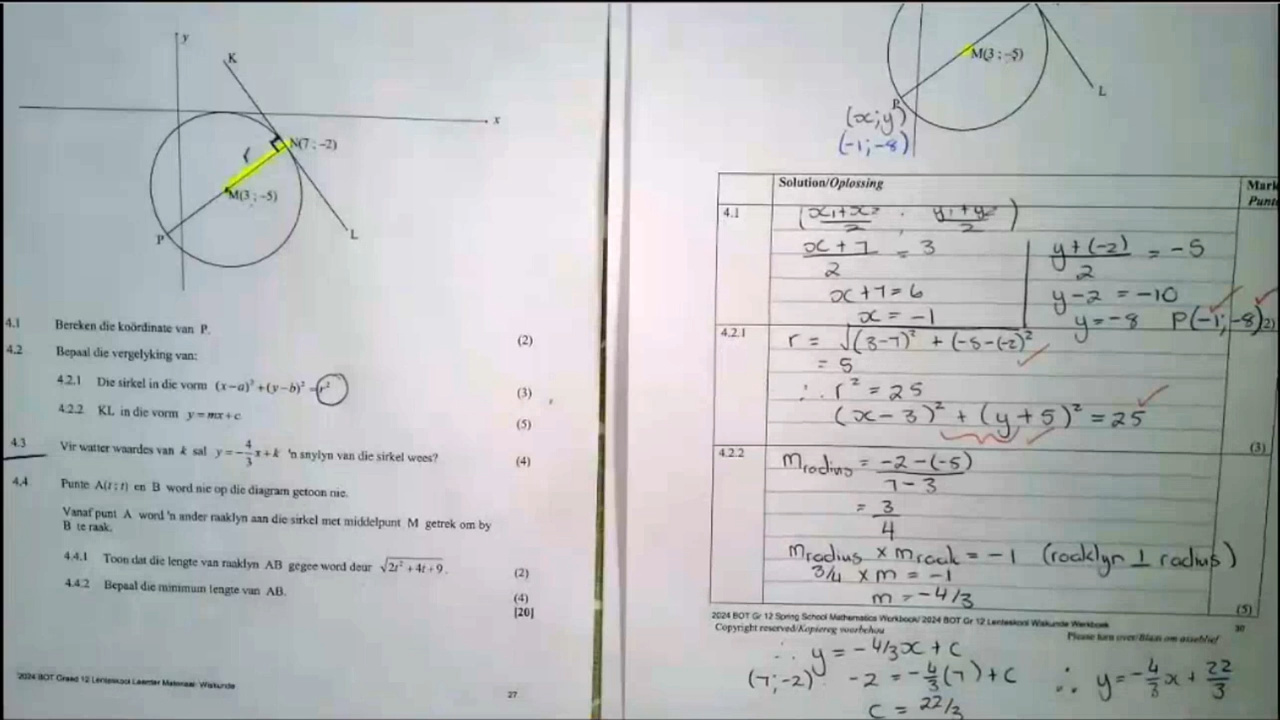 y
K
x
N(7 ; –2)
M(3 ; –5)
P
L
4.1 Bereken die koördinate van P. (2)
4.2 Bepaal die vergelyking van:
4.2.1 Die sirkel in die vorm (x–a)²+(y–b)²=r² (3)
4.2.2 KL in die vorm y=mx+c (5)
4.3 Vir watter waardes van k sal y=–4/3x+k 'n snylyn van die sirkel wees? (4)
4.4 Punte A(t ; t) en B word nie op die diagram getoon nie.
Vanaf punt A word 'n ander raaklyn aan die sirkel met middelpunt M getrek om by
B te raak.
4.4.1 Toon dat die lengte van raaklyn AB gegee word deur √2t²+4t+9. (2)
4.4.2 Bepaal die minimum lengte van AB. (4)
[20]
2024 BOT Graad 12 Lenteskool Leerder Materiaal: Wiskunde
27
M(3 ; –5)
L
P
(x;y)
(-1;-8)
Solution/Oplossing
4.1 (x₁+x₂/2 ; y₁+y₂/2)
x+7/2 = 3 y+(-2)/2 = -5
x+7=6 y-2 = -10
x = -1 y=-8 P(-1;-8) (2)
4.2.1 r = √(3-7)² + (-5-(-2)²
= 5
∴ r² = 25
(x-3)² + (y+5)² = 25
(3)
4.2.2 m radius = -2-(-5)/7-3
= 3/4
m radius × m raak = -1 (raaklyn ⊥ radius)
3/4 × m = -1
m = -4/3
(5)
2024 BOT Gr 12 Spring School Mathematics Workbook/ 2024 BOT Gr 12 Lenteskool Wiskunde Werkboek 30
Copyright reserved/Kopiereg voorbehou Please turn over/Blaai om asseblief
∴ y = -4/3x + c
(7;-2) -2 = -4/3(7)+c ∴ y=-4/3x + 22/3
c = 22/3